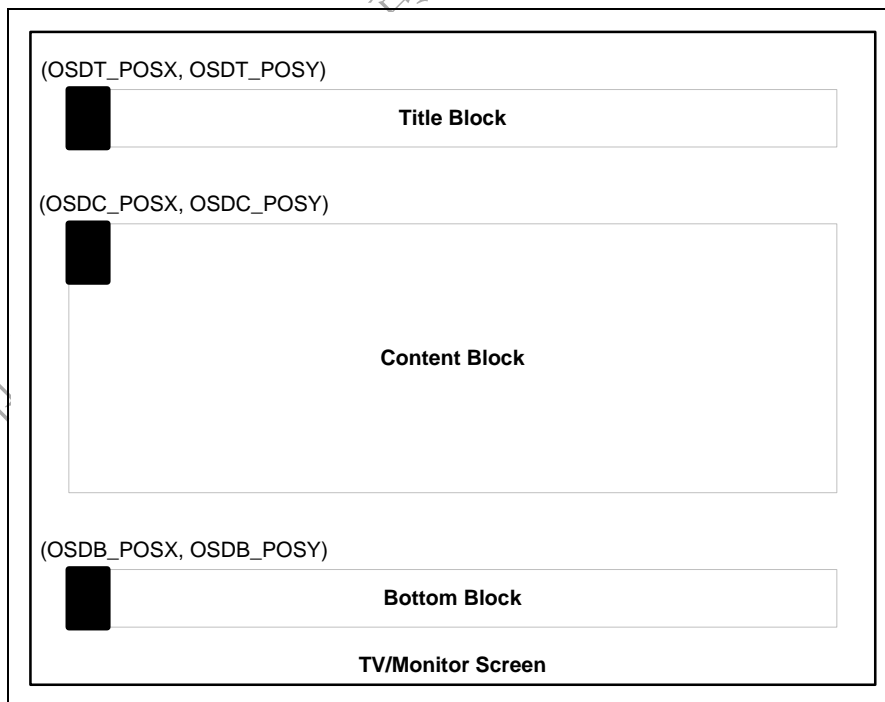 (OSDT_POSX, OSDT_POSY)
Title Block
(OSDC_POSX, OSDC_POSY)
Content Block
(OSDB_POSX, OSDB_POSY)
Bottom Block
TV/Monitor Screen